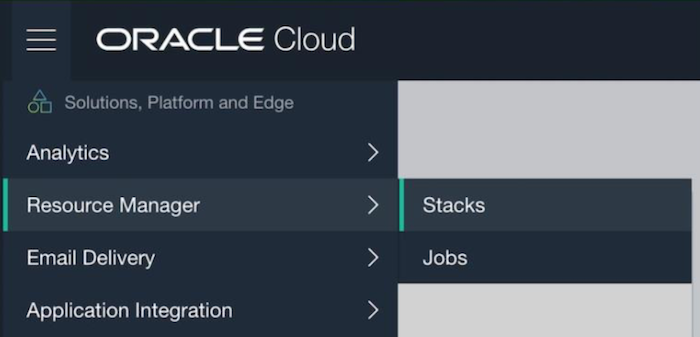 ORACLE Cloud
Solutions, Platform and Edge
Analytics
Resource Manager
Stacks
Email Delivery
Jobs
Application Integration